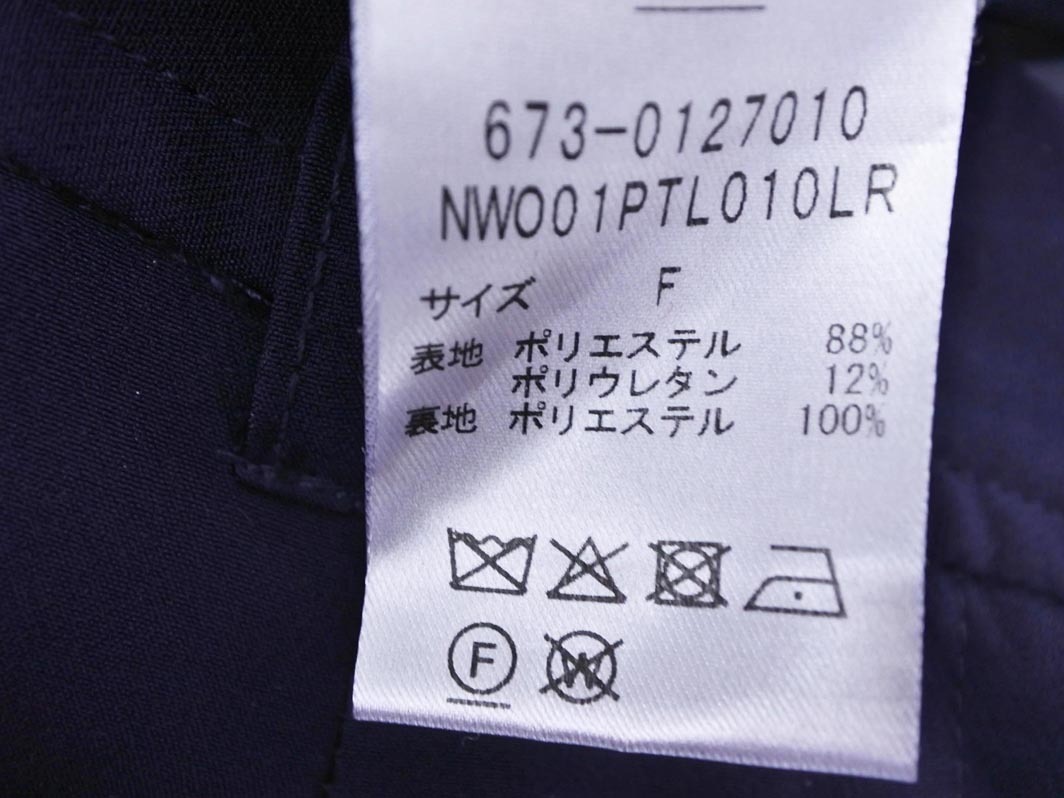 673-0127010
NW001PTL010LR
サイズ F
表地 ポリエステル 88%
ポリウレタン 12%
裏地 ポリエステル 100%
F
W